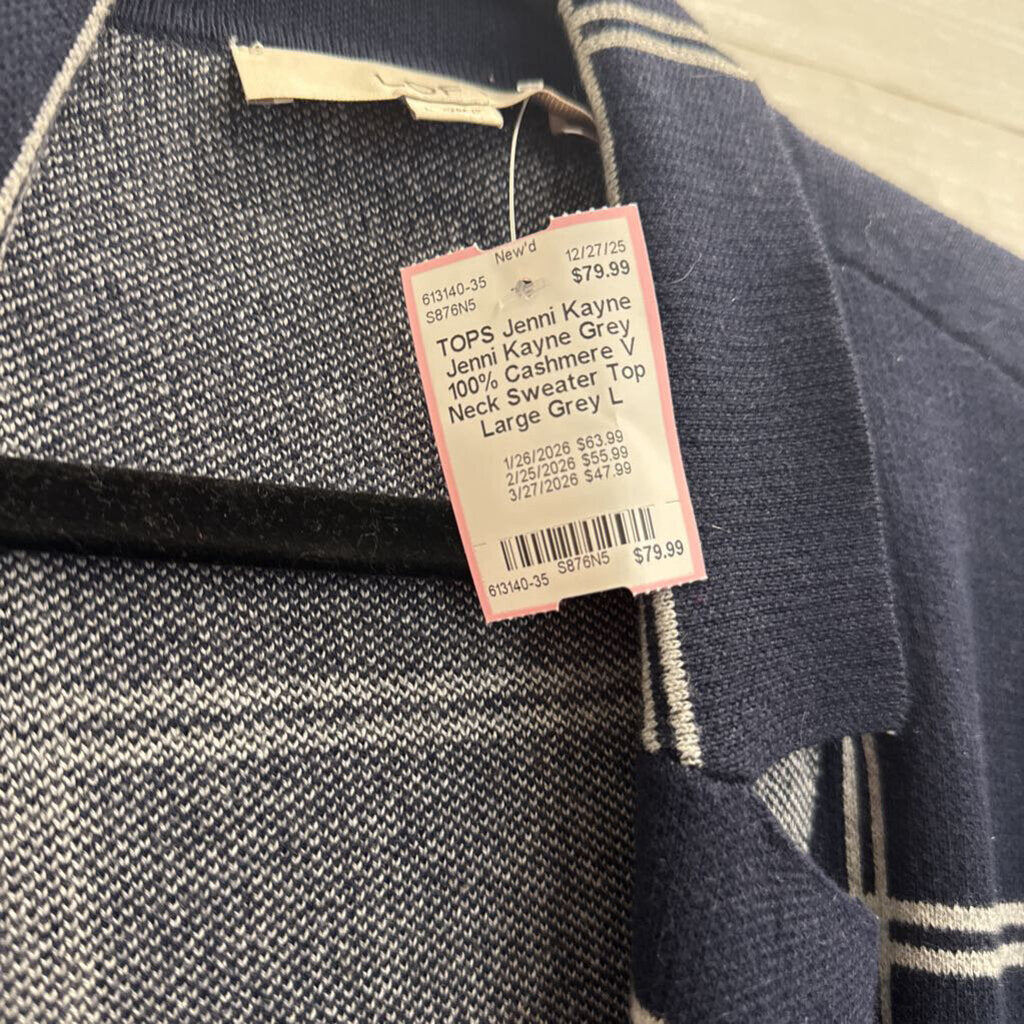 LOFT
New'd
613140-35 12/27/25
S876N5 $79.99
TOPS Jenni Kayne
Jenni Kayne Grey
100% Cashmere V
Neck Sweater Top
Large Grey L
1/26/2026 $63.99
2/25/2026 $55.99
3/27/2026 $47.99
613140-35 S876N5 $79.99